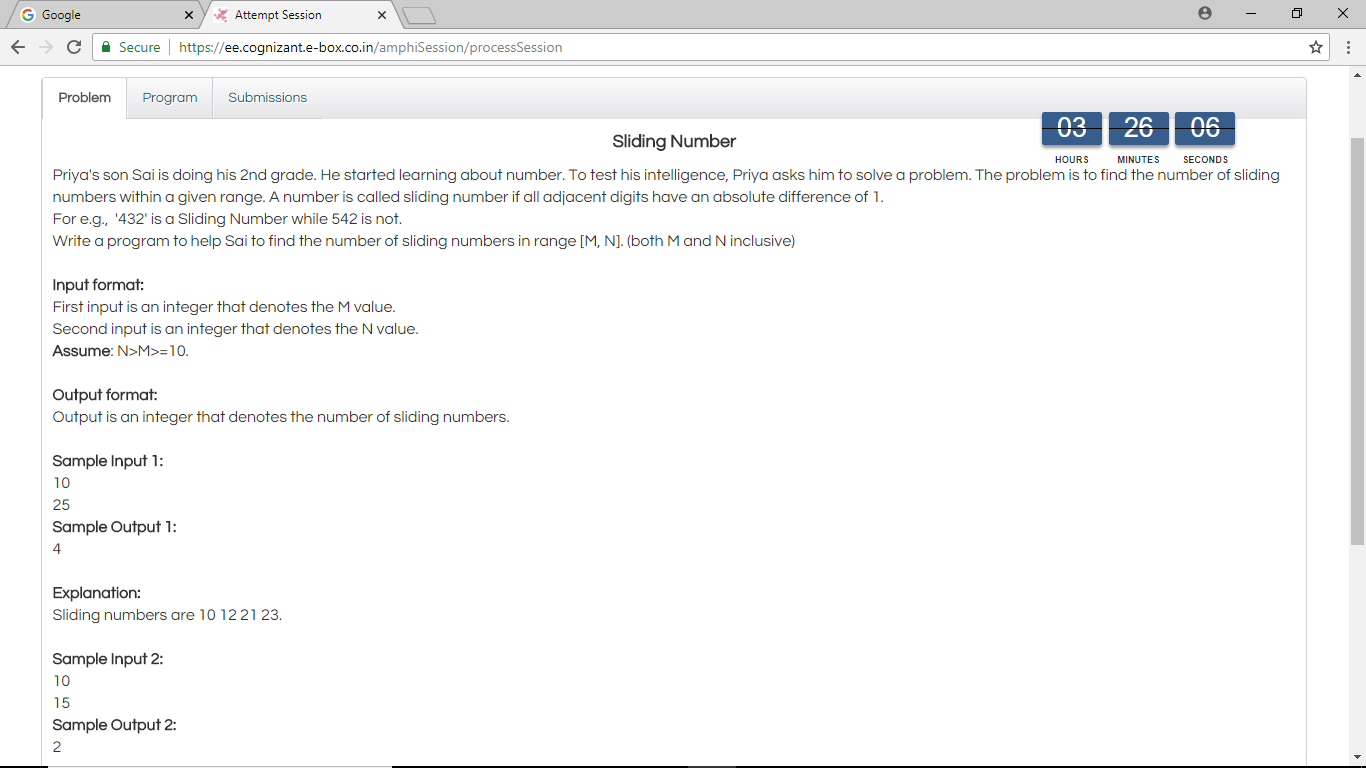 Google
Attempt Session
Secure
https://ee.cognizant.e-box.co.in/amphiSession/processSession
Problem
Program
Submissions
03 26 06
HOURS MINUTES SECONDS
Sliding Number
Priya's son Sai is doing his 2nd grade. He started learning about number. To test his intelligence, Priya asks him to solve a problem. The problem is to find the number of sliding
numbers within a given range. A number is called sliding number if all adjacent digits have an absolute difference of 1.
For e.g., '432' is a Sliding Number while 542 is not.
Write a program to help Sai to find the number of sliding numbers in range [M, N]. (both M and N inclusive)
Input format:
First input is an integer that denotes the M value.
Second input is an integer that denotes the N value.
Assume: N>M>=10.
Output format:
Output is an integer that denotes the number of sliding numbers.
Sample Input 1:
10
25
Sample Output 1:
4
Explanation:
Sliding numbers are 10 12 21 23.
Sample Input 2:
10
15
Sample Output 2:
2